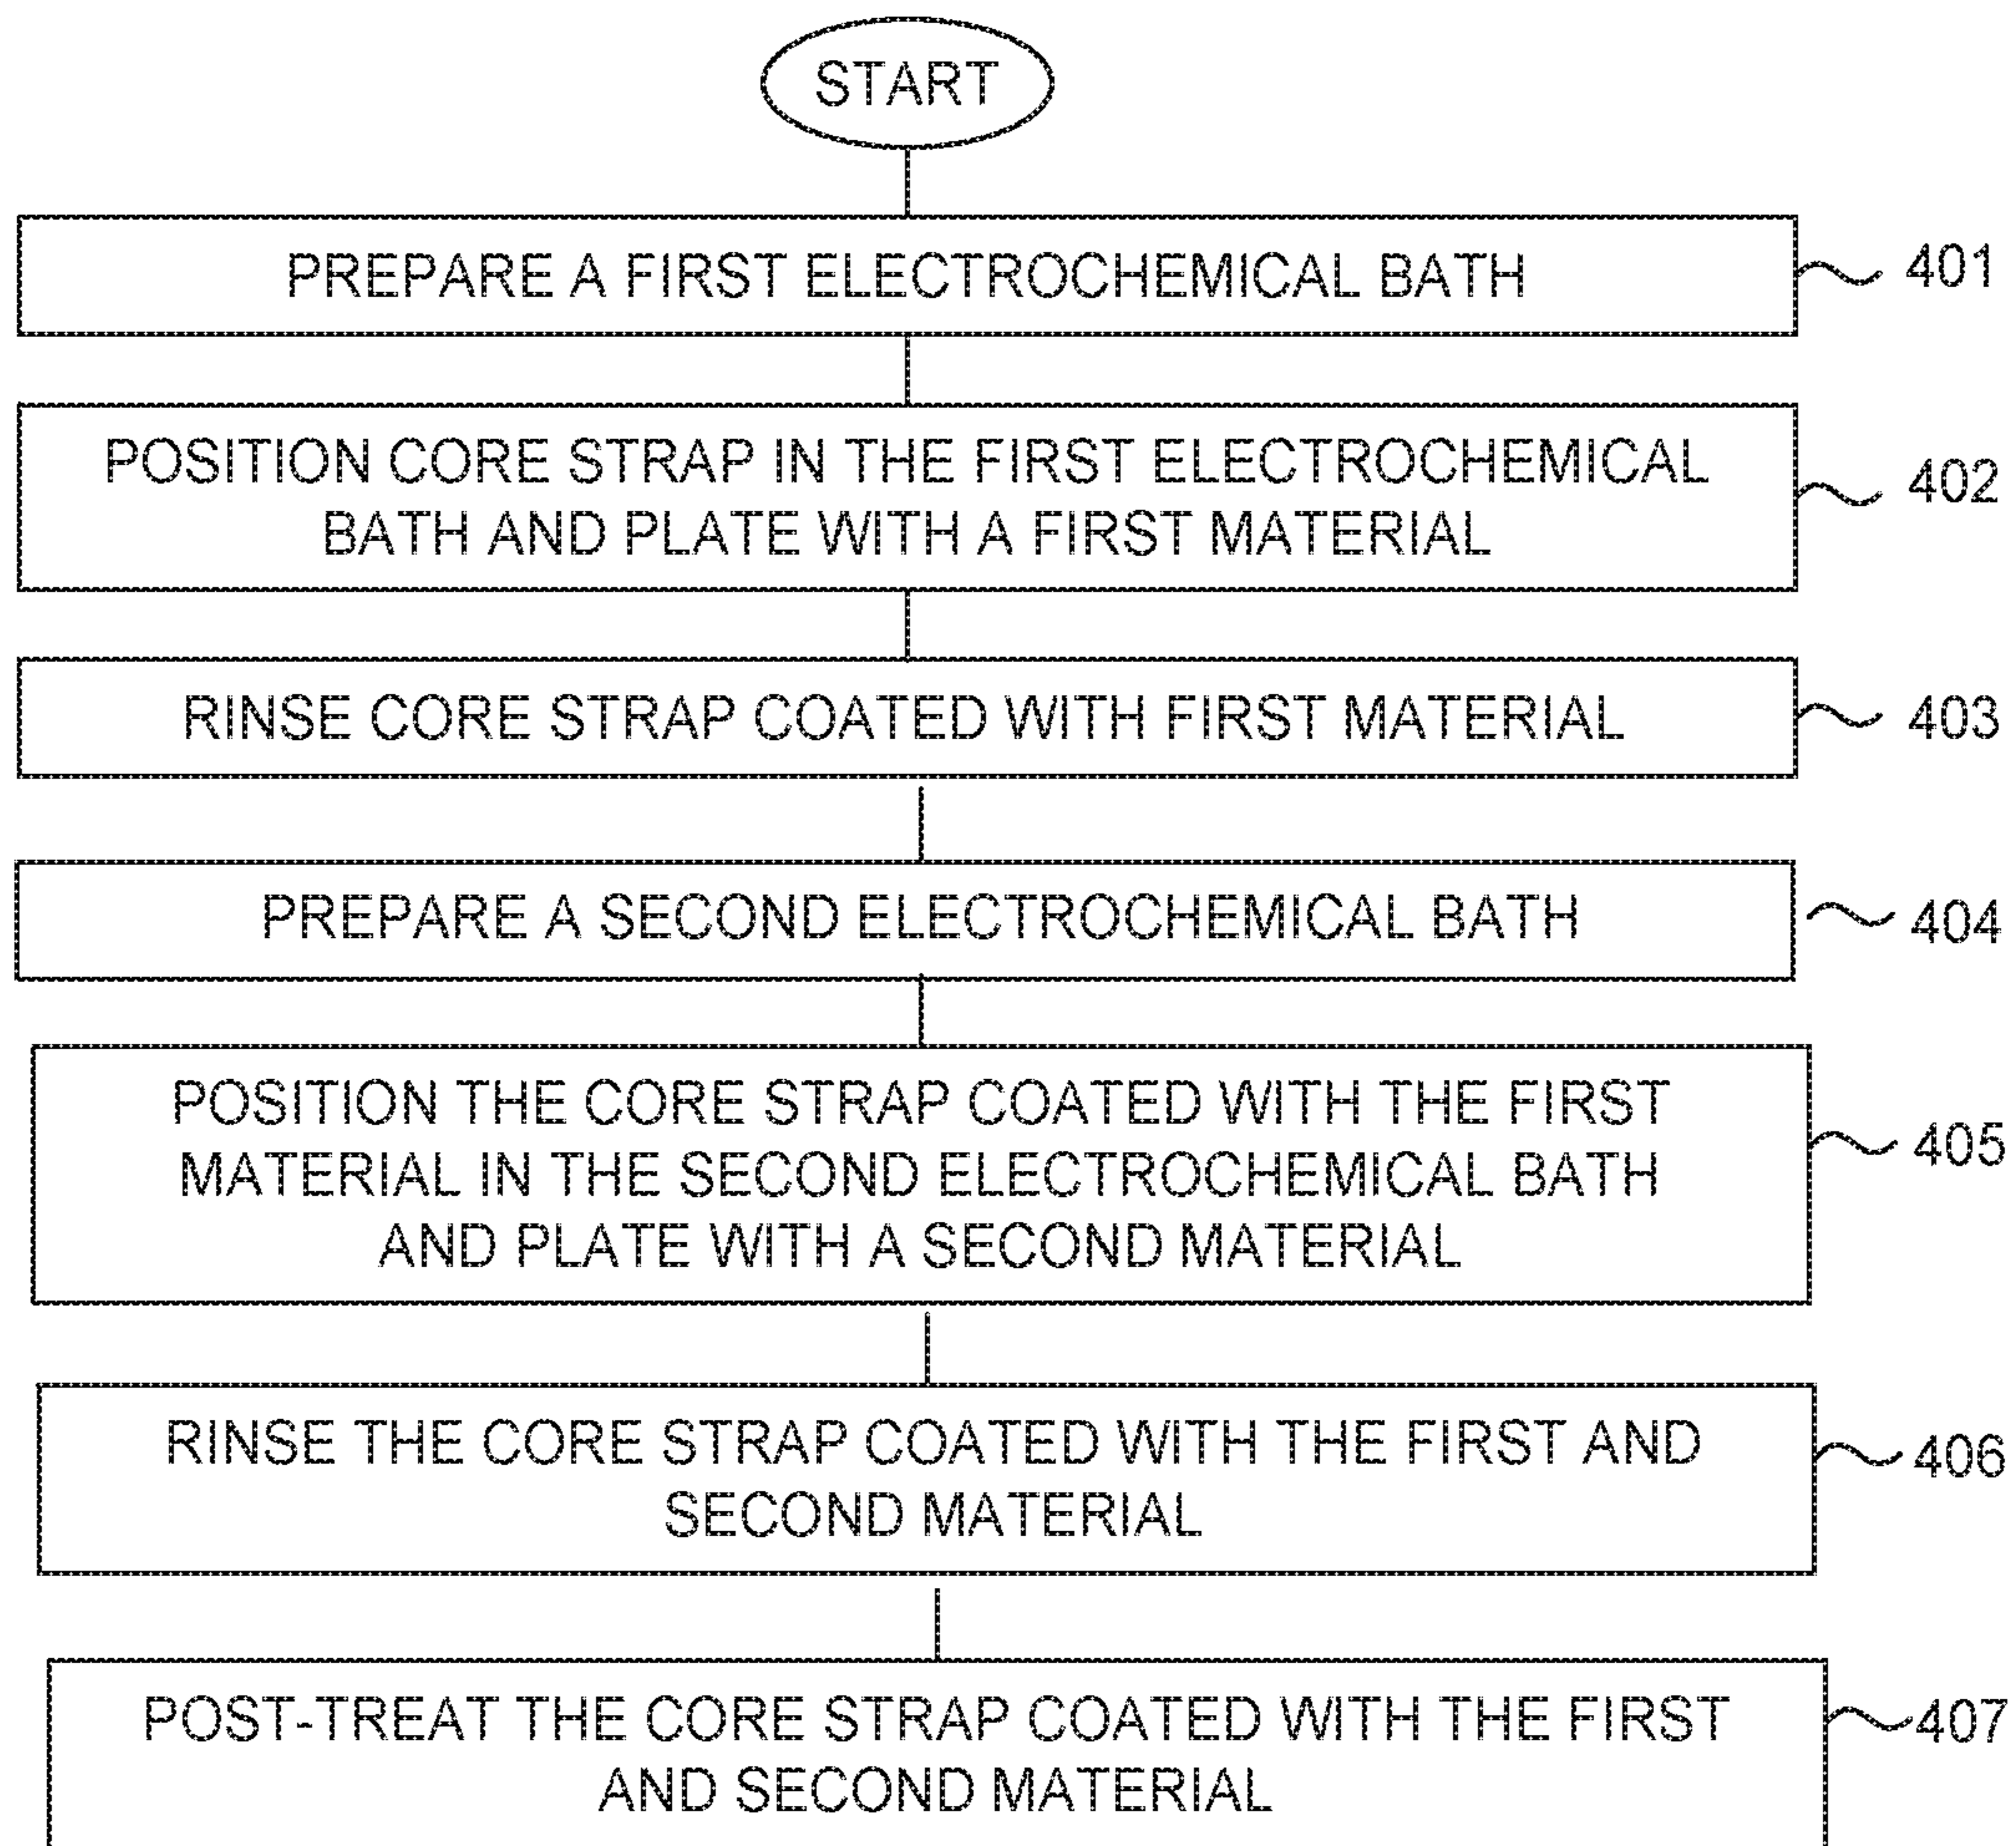 START
PREPARE A FIRST ELECTROCHEMICAL BATH
401
POSITION CORE STRAP IN THE FIRST ELECTROCHEMICAL
BATH AND PLATE WITH A FIRST MATERIAL
402
RINSE CORE STRAP COATED WITH FIRST MATERIAL
403
PREPARE A SECOND ELECTROCHEMICAL BATH
404
POSITION THE CORE STRAP COATED WITH THE FIRST
MATERIAL IN THE SECOND ELECTROCHEMICAL BATH
AND PLATE WITH A SECOND MATERIAL
405
RINSE THE CORE STRAP COATED WITH THE FIRST AND
SECOND MATERIAL
406
POST-TREAT THE CORE STRAP COATED WITH THE FIRST
AND SECOND MATERIAL
407